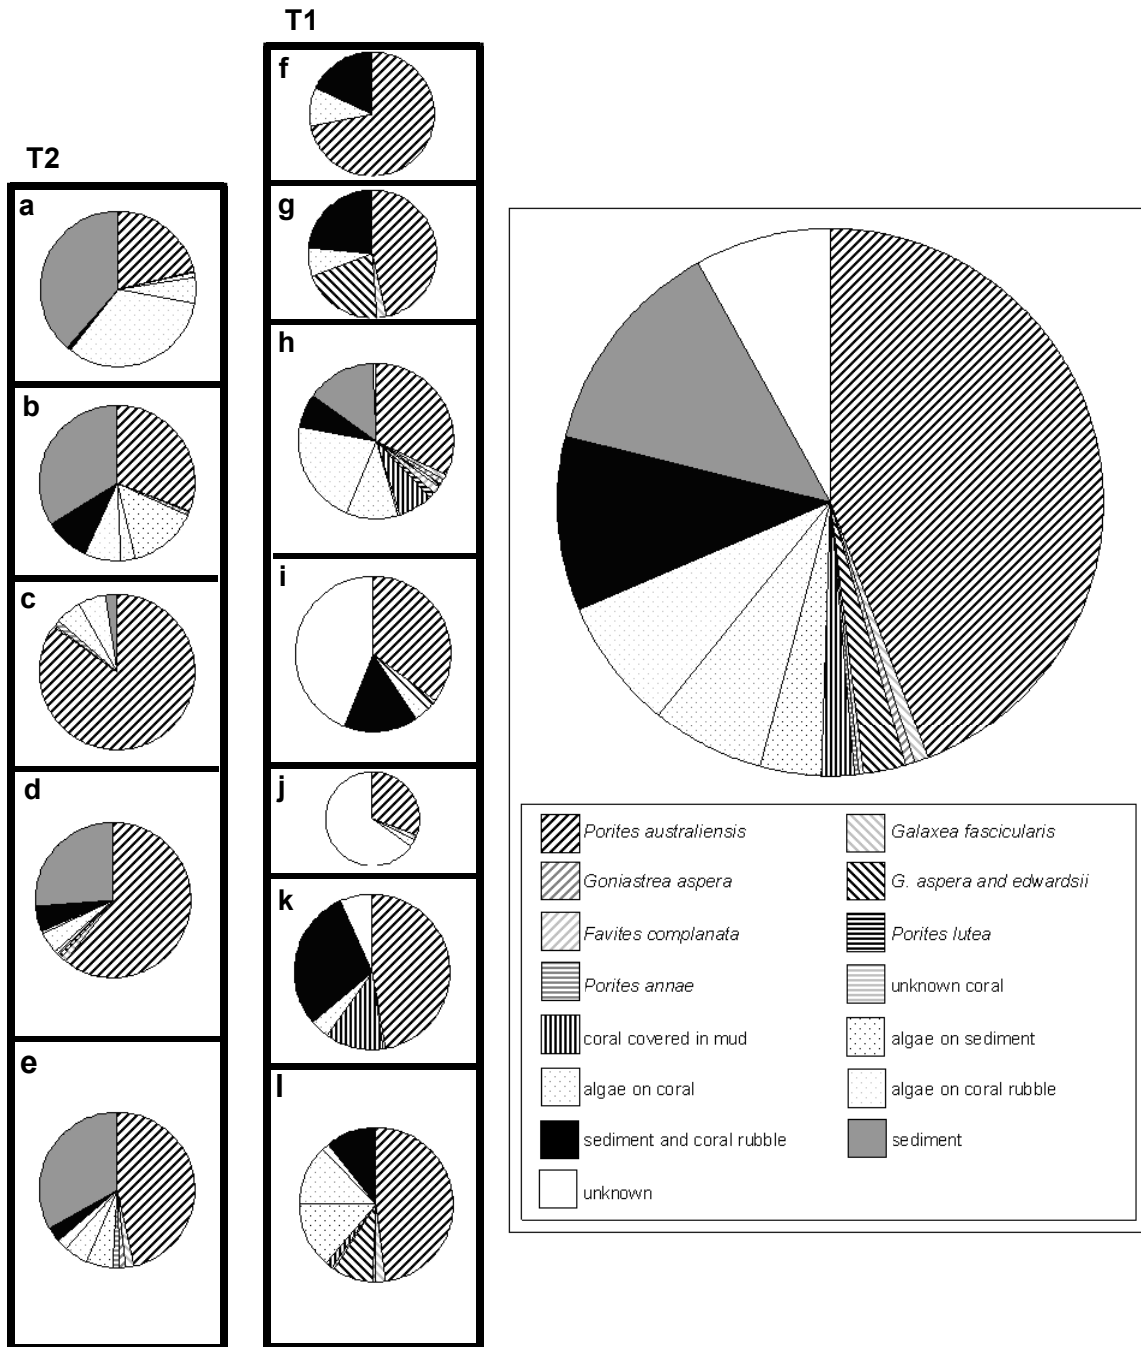 T1
T2
a
b
c
d
e
f
g
h
i
j
k
l
Porites australiensis
Galaxea fascicularis
Goniastrea aspera
G. aspera and edwardsii
Favites complanata
Porites lutea
Porites annae
unknown coral
coral covered in mud
algae on sediment
algae on coral
algae on coral rubble
sediment and coral rubble
sediment
unknown